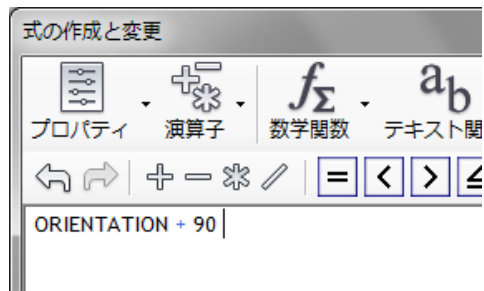 式の作成と変更
プロパティ 演算子 数学関数 テキスト関
= < > ≤
ORIENTATION + 90